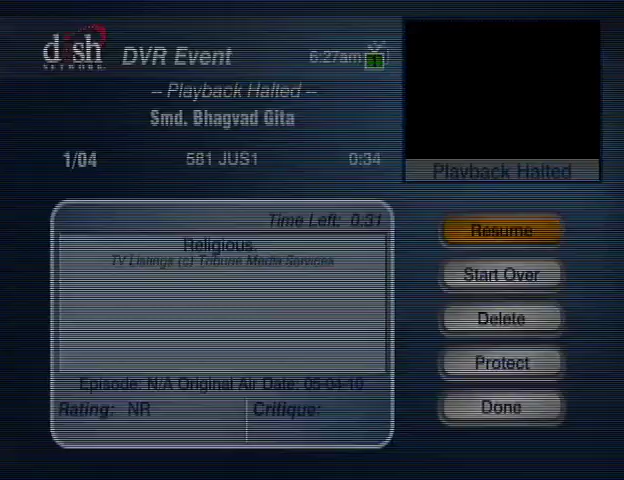 dish
NETWORK
DVR Event
6:27am
1
-- Playback Halted --
Smd. Bhagvad Gita
1/04 581 JUS1 0:34
Playback Halted
Time Left: 0:31
Religious.
TV Listings (c) Tribune Media Services
Episode: N/A Original Air Date: 05-04-10
Rating: NR Critique:
Resume
Start Over
Delete
Protect
Done